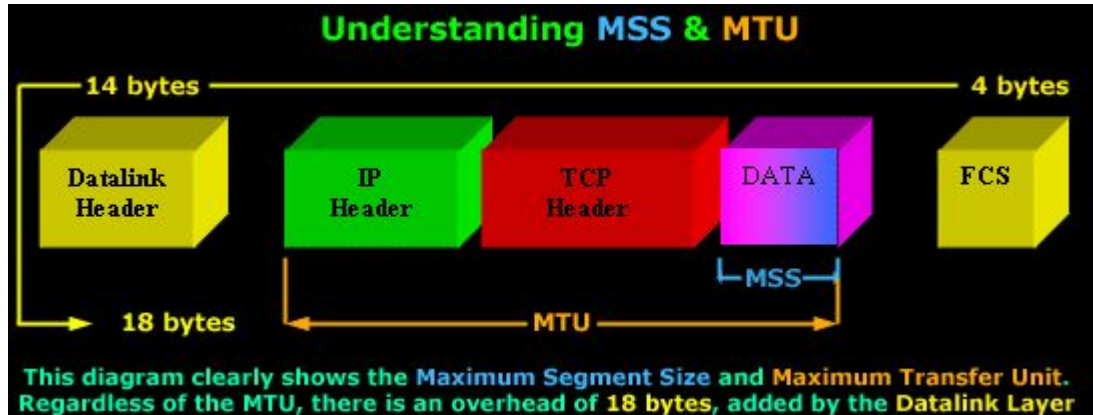 Understanding MSS & MTU
14 bytes
4 bytes
Datalink
Header
IP
Header
TCP
Header
DATA
FCS
MSS
18 bytes
MTU
This diagram clearly shows the Maximum Segment Size and Maximum Transfer Unit.
Regardless of the MTU, there is an overhead of 18 bytes, added by the Datalink Layer